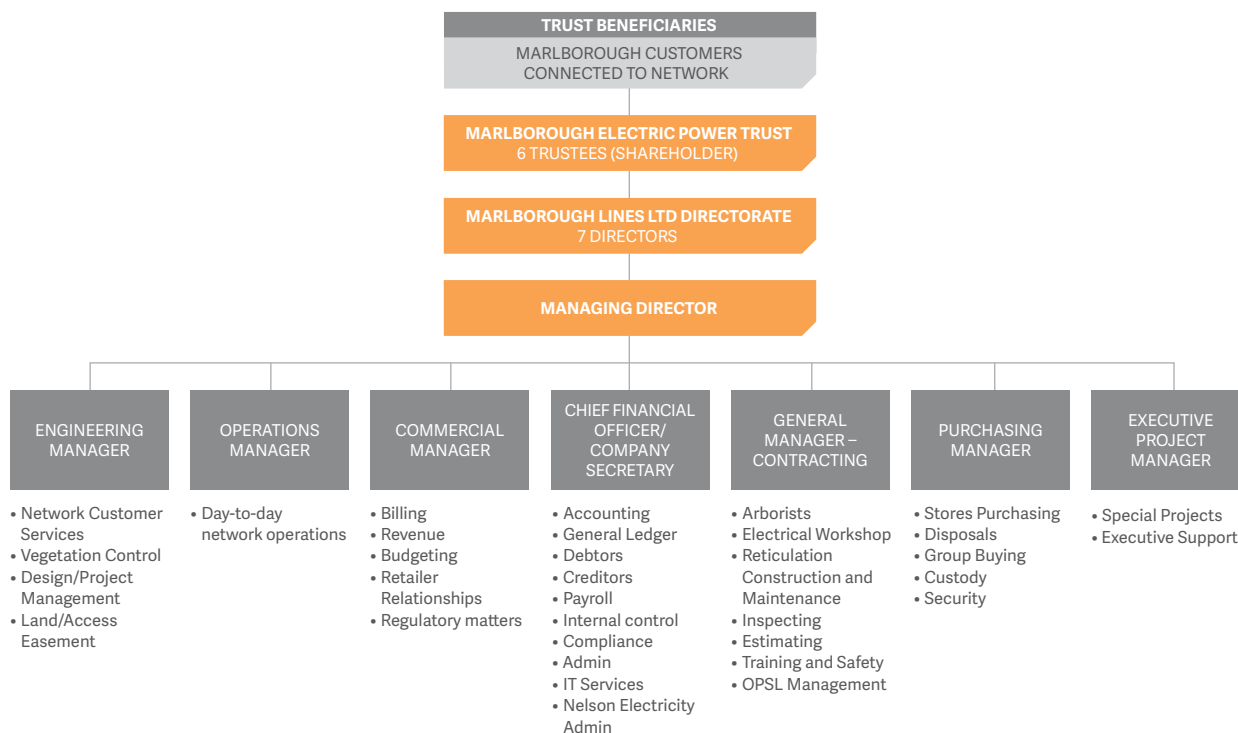 TRUST BENEFICIARIES
MARLBOROUGH CUSTOMERS
CONNECTED TO NETWORK
MARLBOROUGH ELECTRIC POWER TRUST
6 TRUSTEES (SHAREHOLDER)
MARLBOROUGH LINES LTD DIRECTORATE
7 DIRECTORS
MANAGING DIRECTOR
ENGINEERING
MANAGER
• Network Customer
Services
• Vegetation Control
• Design/Project
Management
• Land/Access
Easement
OPERATIONS
MANAGER
• Day-to-day
network operations
COMMERCIAL
MANAGER
• Billing
• Revenue
• Budgeting
• Retailer
Relationships
• Regulatory matters
CHIEF FINANCIAL
OFFICER/
COMPANY
SECRETARY
• Accounting
• General Ledger
• Debtors
• Creditors
• Payroll
• Internal control
• Compliance
• Admin
• IT Services
• Nelson Electricity
Admin
GENERAL
MANAGER –
CONTRACTING
• Arborists
• Electrical Workshop
• Reticulation
Construction and
Maintenance
• Inspecting
• Estimating
• Training and Safety
• OPSL Management
PURCHASING
MANAGER
• Stores Purchasing
• Disposals
• Group Buying
• Custody
• Security
EXECUTIVE
PROJECT
MANAGER
• Special Projects
• Executive Support